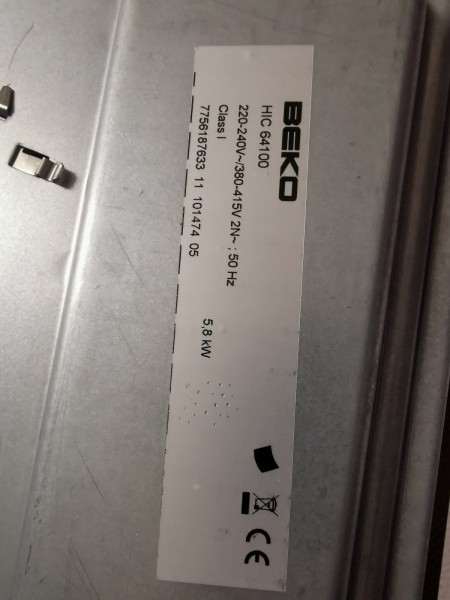 BEKO
HIC 64100
220-240V~/380-415V 2N~ ; 50 Hz
Class I
5,8 kW
7756187633 11 101474 05
CE